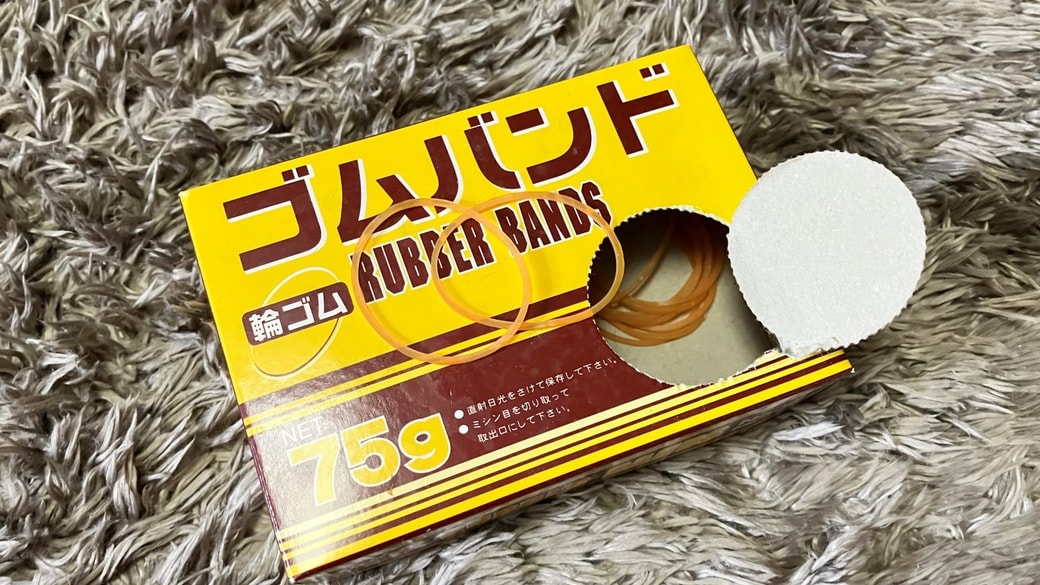 ゴムバンド
RUBBER BANDS
輪ゴム
NET
75g
● 直射日光をさけて保存して下さい。
● ミシン目を切り取って
取出口にして下さい。